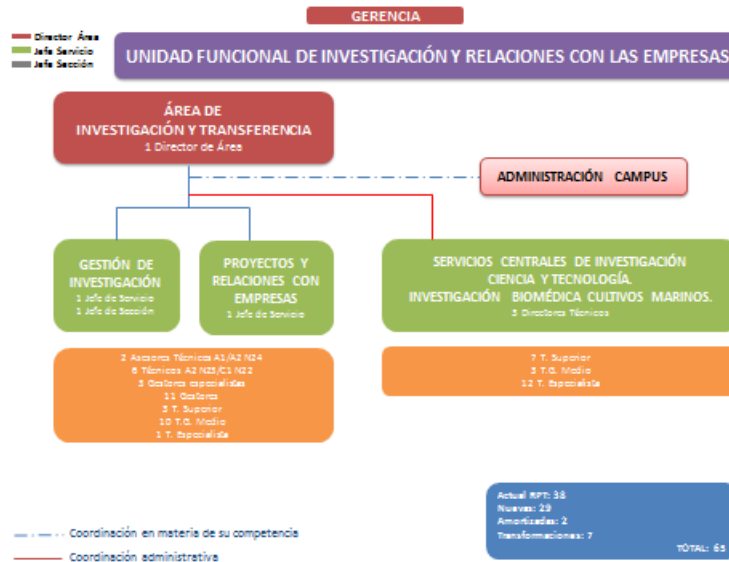 GERENCIA
Director Área
Jefe Servicio
Jefe Sección
UNIDAD FUNCIONAL DE INVESTIGACIÓN Y RELACIONES CON LAS EMPRESAS
ÁREA DE
INVESTIGACIÓN Y TRANSFERENCIA
1 Director de Área
ADMINISTRACIÓN CAMPUS
GESTIÓN DE
INVESTIGACIÓN
1 Jefe de Servicio
1 Jefe de Sección
PROYECTOS Y
RELACIONES CON
EMPRESAS
1 Jefe de Servicio
SERVICIOS CENTRALES DE INVESTIGACIÓN
CIENCIA Y TECNOLOGÍA.
INVESTIGACIÓN BIOMÉDICA CULTIVOS MARINOS.
3 Directores Técnicos
2 Asesores Técnicos A1/A2 N24
6 Técnicos A2 N23/C1 N22
3 Gestores especialistas
11 Gestores
3 T. Superior
10 T.G. Medio
1 T. Especialista
7 T. Superior
3 T.G. Medio
12 T. Especialista
Actual RPT: 38
Nuevas: 29
Amortizadas: 2
Transformaciones: 7
TOTAL: 65
Coordinación en materia de su competencia
Coordinación administrativa